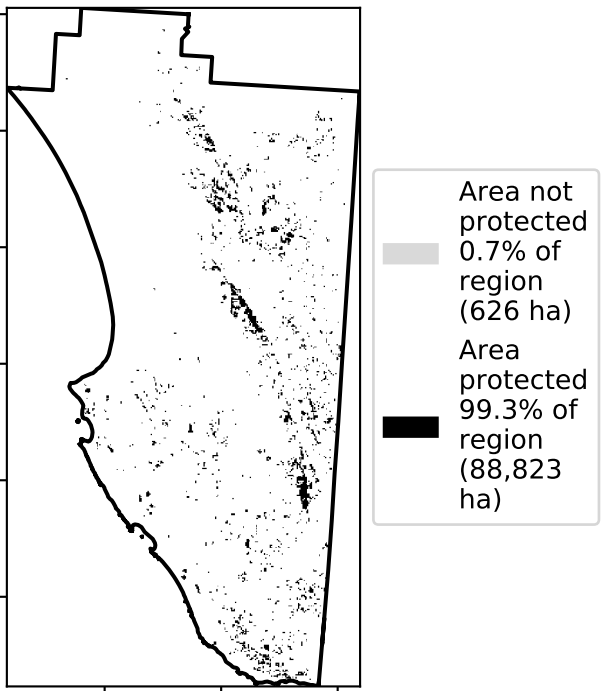 Area not
protected
0.7% of
region
(626 ha)
Area
protected
99.3% of
region
(88,823
ha)